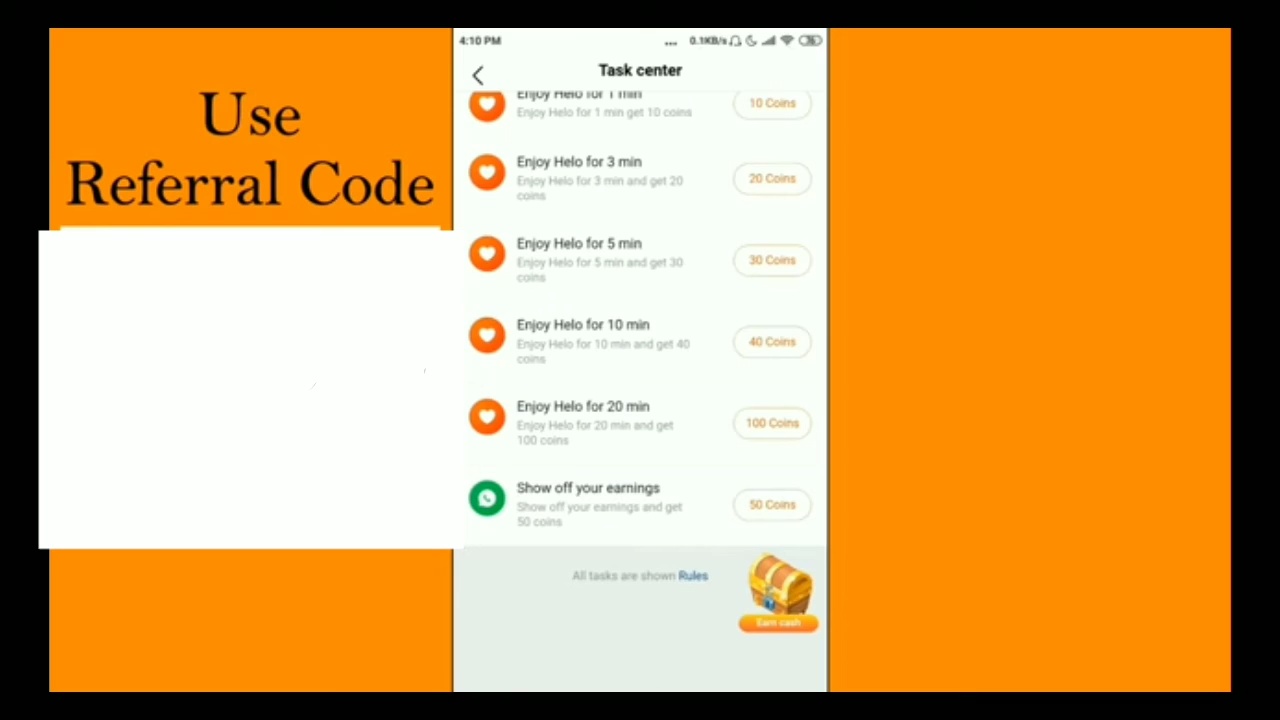 Use
Referral Code
4:10 PM
... 0.1KB/s
Task center
Enjoy Helo for 1 min
Enjoy Helo for 1 min get 10 coins
10 Coins
Enjoy Helo for 3 min
Enjoy Helo for 3 min and get 20
coins
20 Coins
Enjoy Helo for 5 min
Enjoy Helo for 5 min and get 30
coins
30 Coins
Enjoy Helo for 10 min
Enjoy Helo for 10 min and get 40
coins
40 Coins
Enjoy Helo for 20 min
Enjoy Helo for 20 min and get
100 coins
100 Coins
Show off your earnings
Show off your earnings and get
50 coins
50 Coins
All tasks are shown Rules
Earn cash